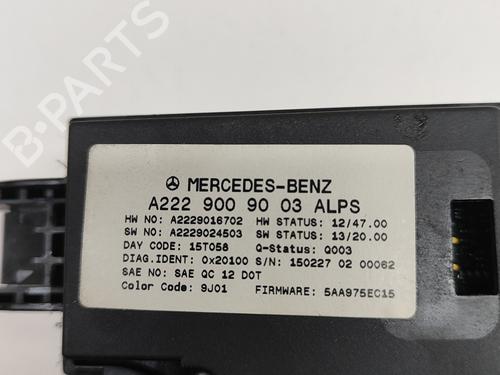 B-PARTS
MERCEDES-BENZ
A222 900 90 03 ALPS
HW NO: A2229016702 HW STATUS: 12/47.00
SW NO: A2229024503 SW STATUS: 13/20.00
DAY CODE: 15T058 Q-Status: Q003
DIAG.IDENT: 0x20100 S/N: 150227 02 00062
SAE NO: SAE QC 12 DOT
Color Code: 9J01 FIRMWARE: 5AA975EC15